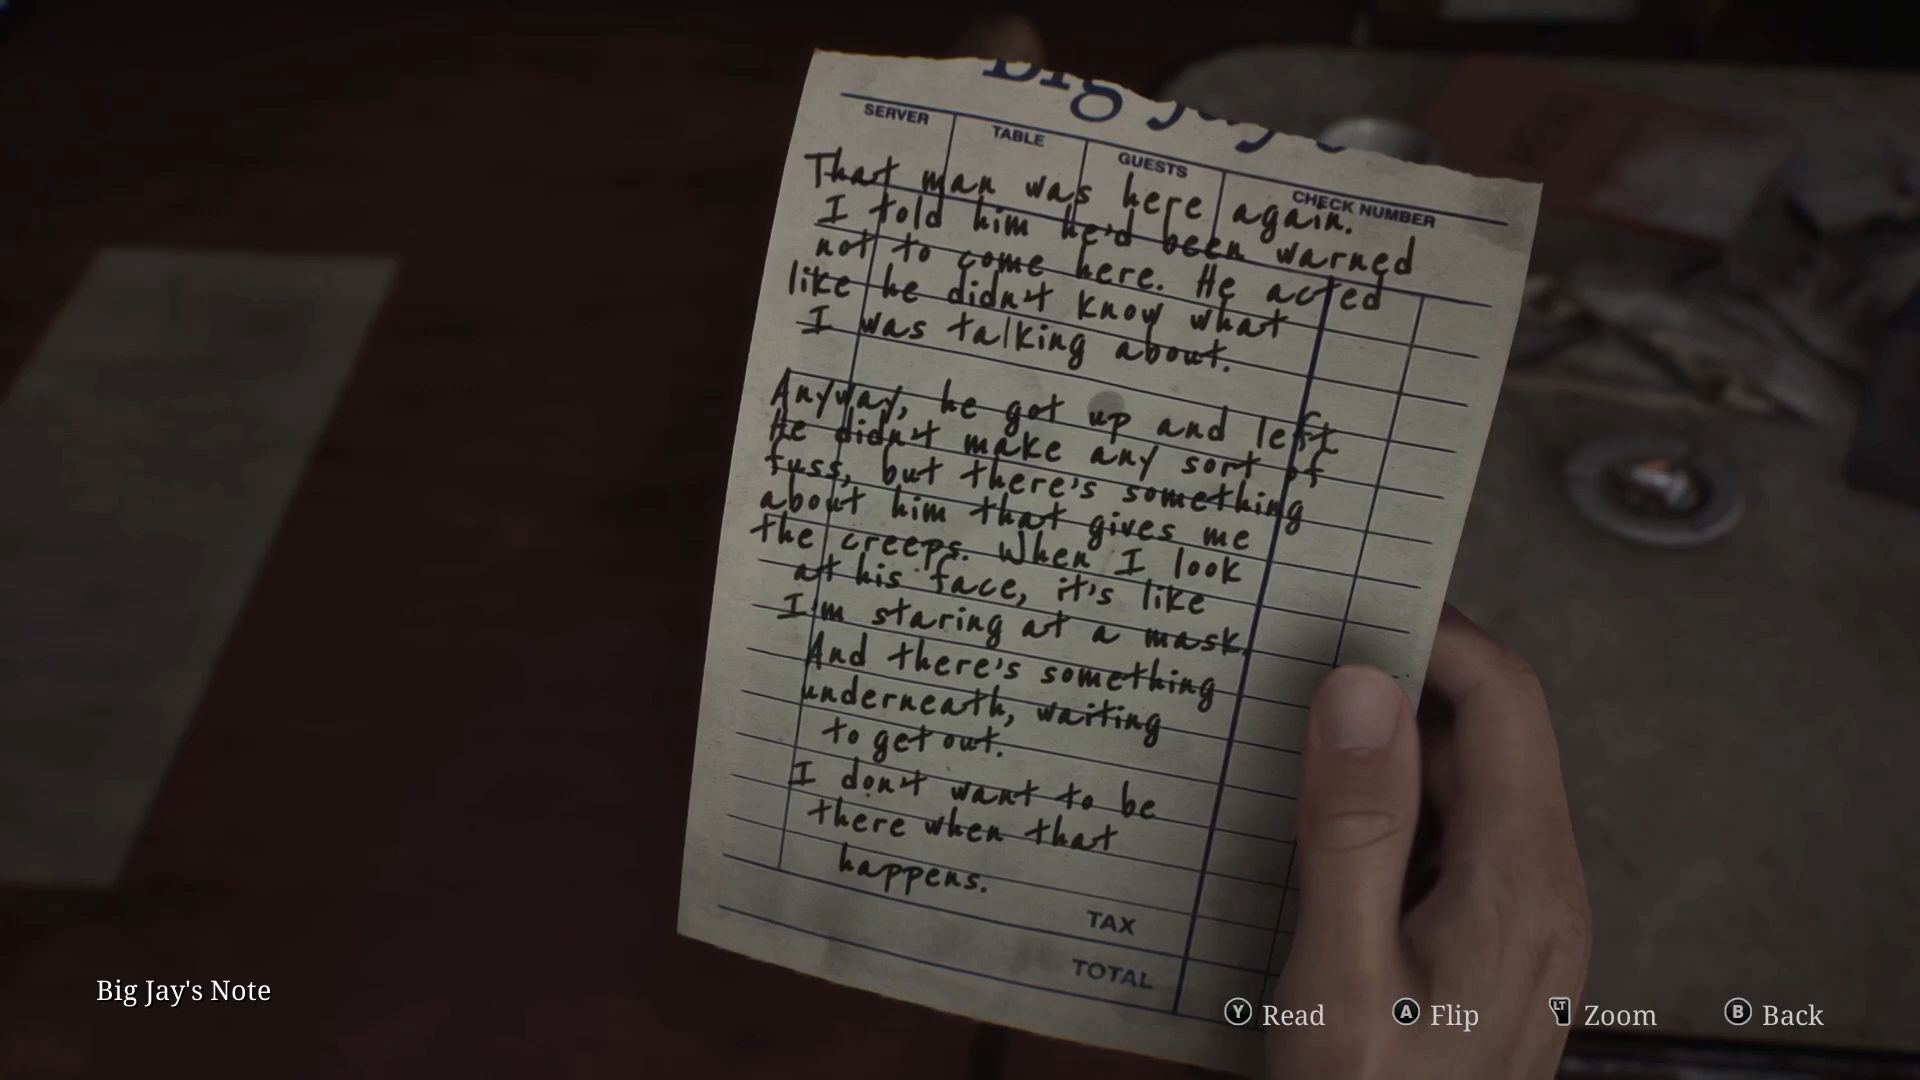 Big Jay's
SERVER
TABLE
GUESTS
CHECK NUMBER
That man was here again.
I told him he'd been warned
not to come here. He acted
like he didn't know what
I was talking about.
Anyway, he got up and left
He didn't make any sort of
fuss, but there's something
about him that gives me
the creeps. When I look
at his face, it's like
I'm staring at a mask.
And there's something
underneath, waiting
to get out.
I don't want to be
there when that
happens.
TAX
TOTAL
Big Jay's Note
Y Read
A Flip
LT Zoom
B Back